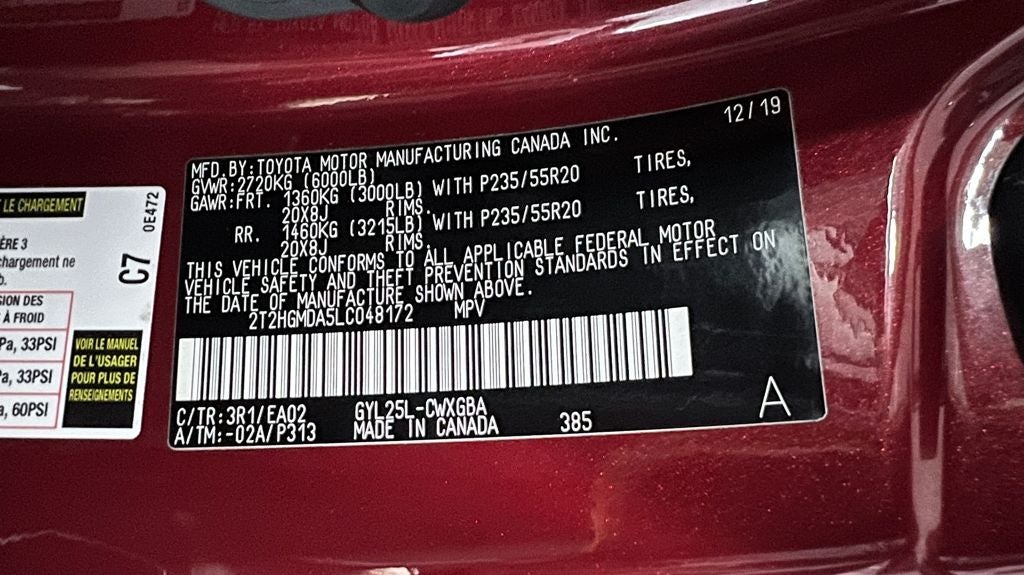 12/19
MFD. BY:TOYOTA MOTOR MANUFACTURING CANADA INC.
GVWR:2720KG (6000LB)
GAWR:FRT. 1360KG (3000LB) WITH P235/55R20 TIRES,
20X8J RIMS.
RR. 1460KG (3215LB) WITH P235/55R20 TIRES,
20X8J RIMS.
THIS VEHICLE CONFORMS TO ALL APPLICABLE FEDERAL MOTOR
VEHICLE SAFETY AND THEFT PREVENTION STANDARDS IN EFFECT ON
THE DATE OF MANUFACTURE SHOWN ABOVE.
2T2HGMDA5LC048172 MPV
C/TR:3R1/EA02 GYL25L-CWXGBA
A/TM:-02A/P313 MADE IN CANADA 385
A
LE CHARGEMENT
0E472
C7
ÈRE 3
chargement ne
b.
SION DES
À FROID
Pa, 33PSI
a, 33PSI
a, 60PSI
VOIR LE MANUEL
DE L'USAGER
POUR PLUS DE
RENSEIGNEMENTS